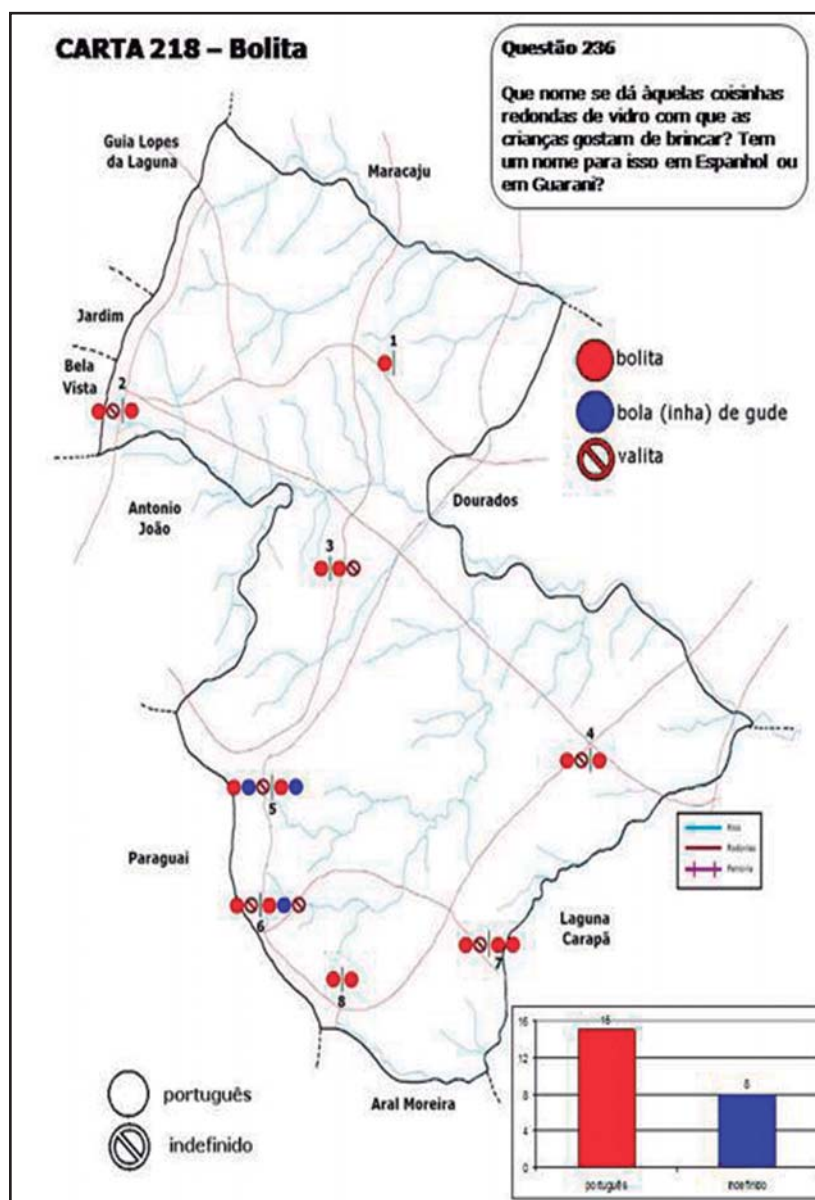 CARTA 218 – Bolita
Questão 236
Que nome se dá àquelas coisinhas
redondas de vidro com que as
crianças gostam de brincar? Tem
um nome para isso em Espanhol ou
em Guarani?
Guia Lopes
da Laguna
Maracaju
Jardim
Bela
Vista
1
2
bolita
bola (inha) de gude
valita
Antonio
João
Dourados
3
4
5
Paraguai
Rios
Rodovias
Ferrovia
6
Laguna
Carapã
7
8
Aral Moreira
português
indefinido
16
12
8
4
0
15
8
português
indefinido